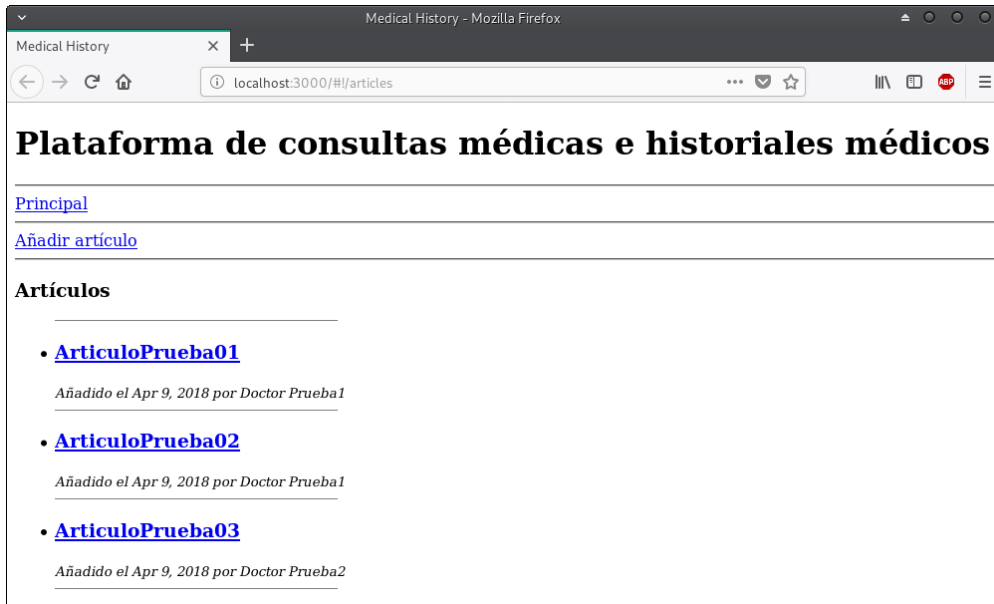 Medical History - Mozilla Firefox
Medical History
localhost:3000/#!/articles
ABP
Plataforma de consultas médicas e historiales médicos
Principal
Añadir artículo
Artículos
ArticuloPrueba01
Añadido el Apr 9, 2018 por Doctor Prueba1
ArticuloPrueba02
Añadido el Apr 9, 2018 por Doctor Prueba1
ArticuloPrueba03
Añadido el Apr 9, 2018 por Doctor Prueba2